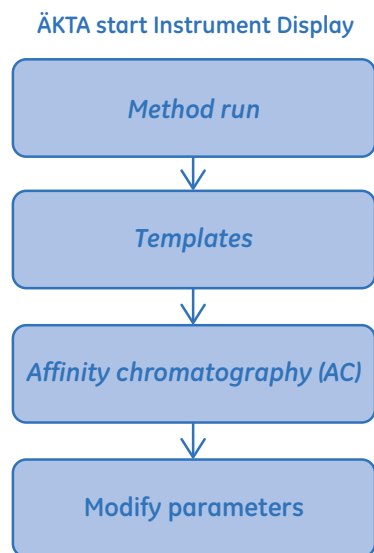 ÄKTA start Instrument Display
Method run
Templates
Affinity chromatography (AC)
Modify parameters